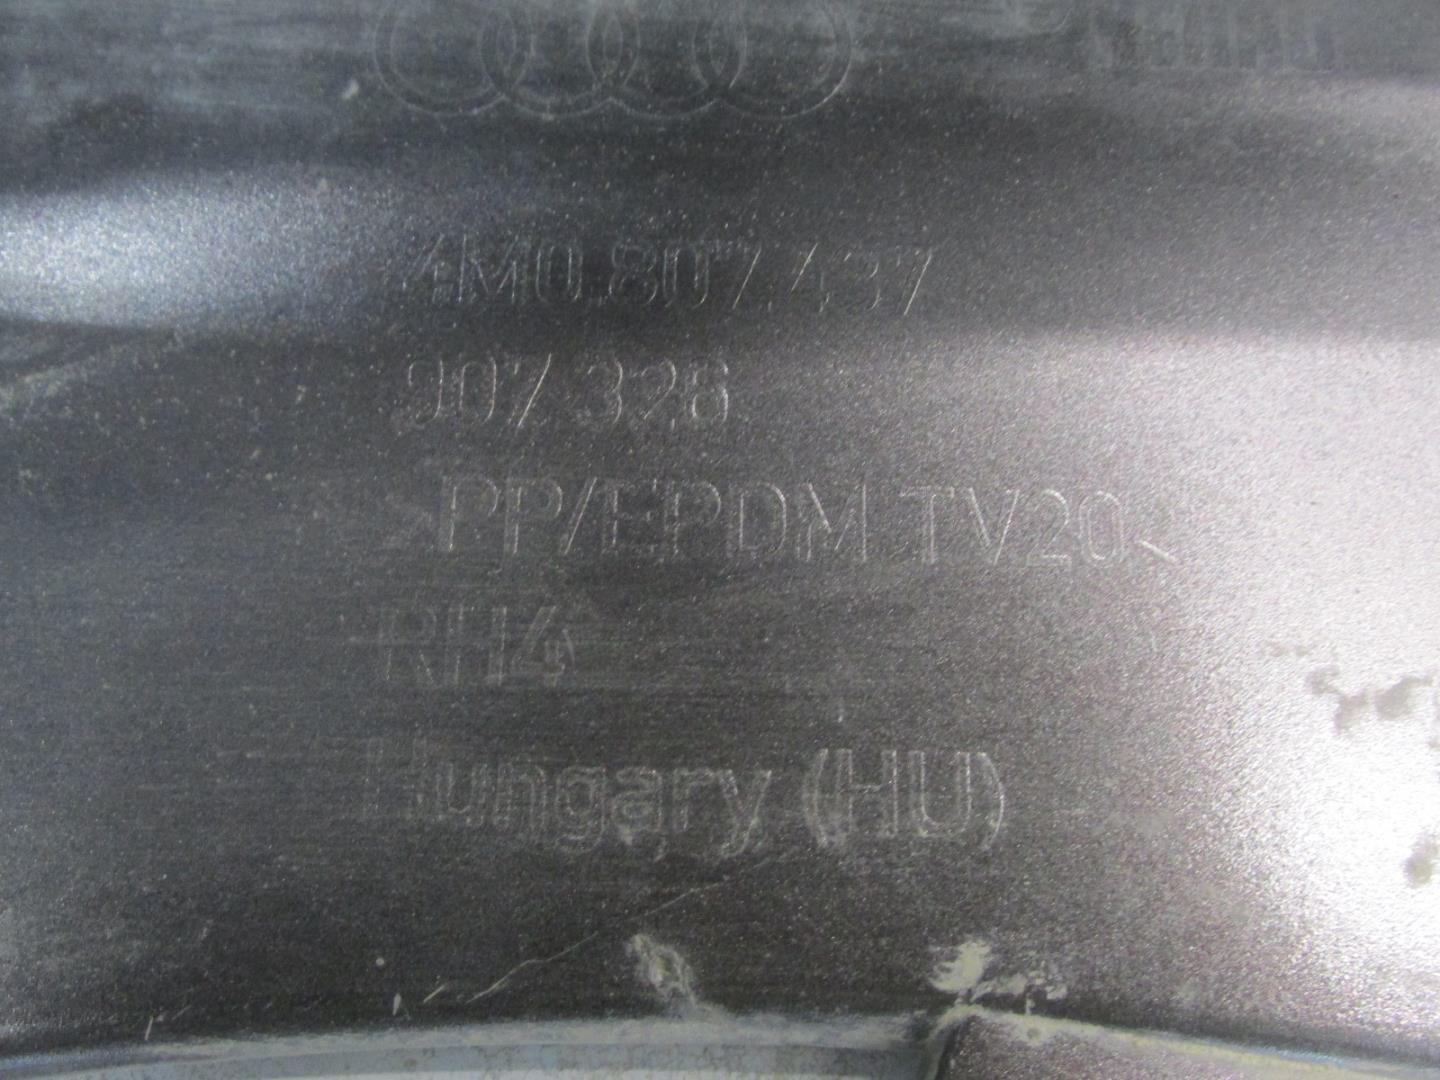 4M0.807.437
907 328
>PP/EPDM TV20<
RH4
Hungary (HU)